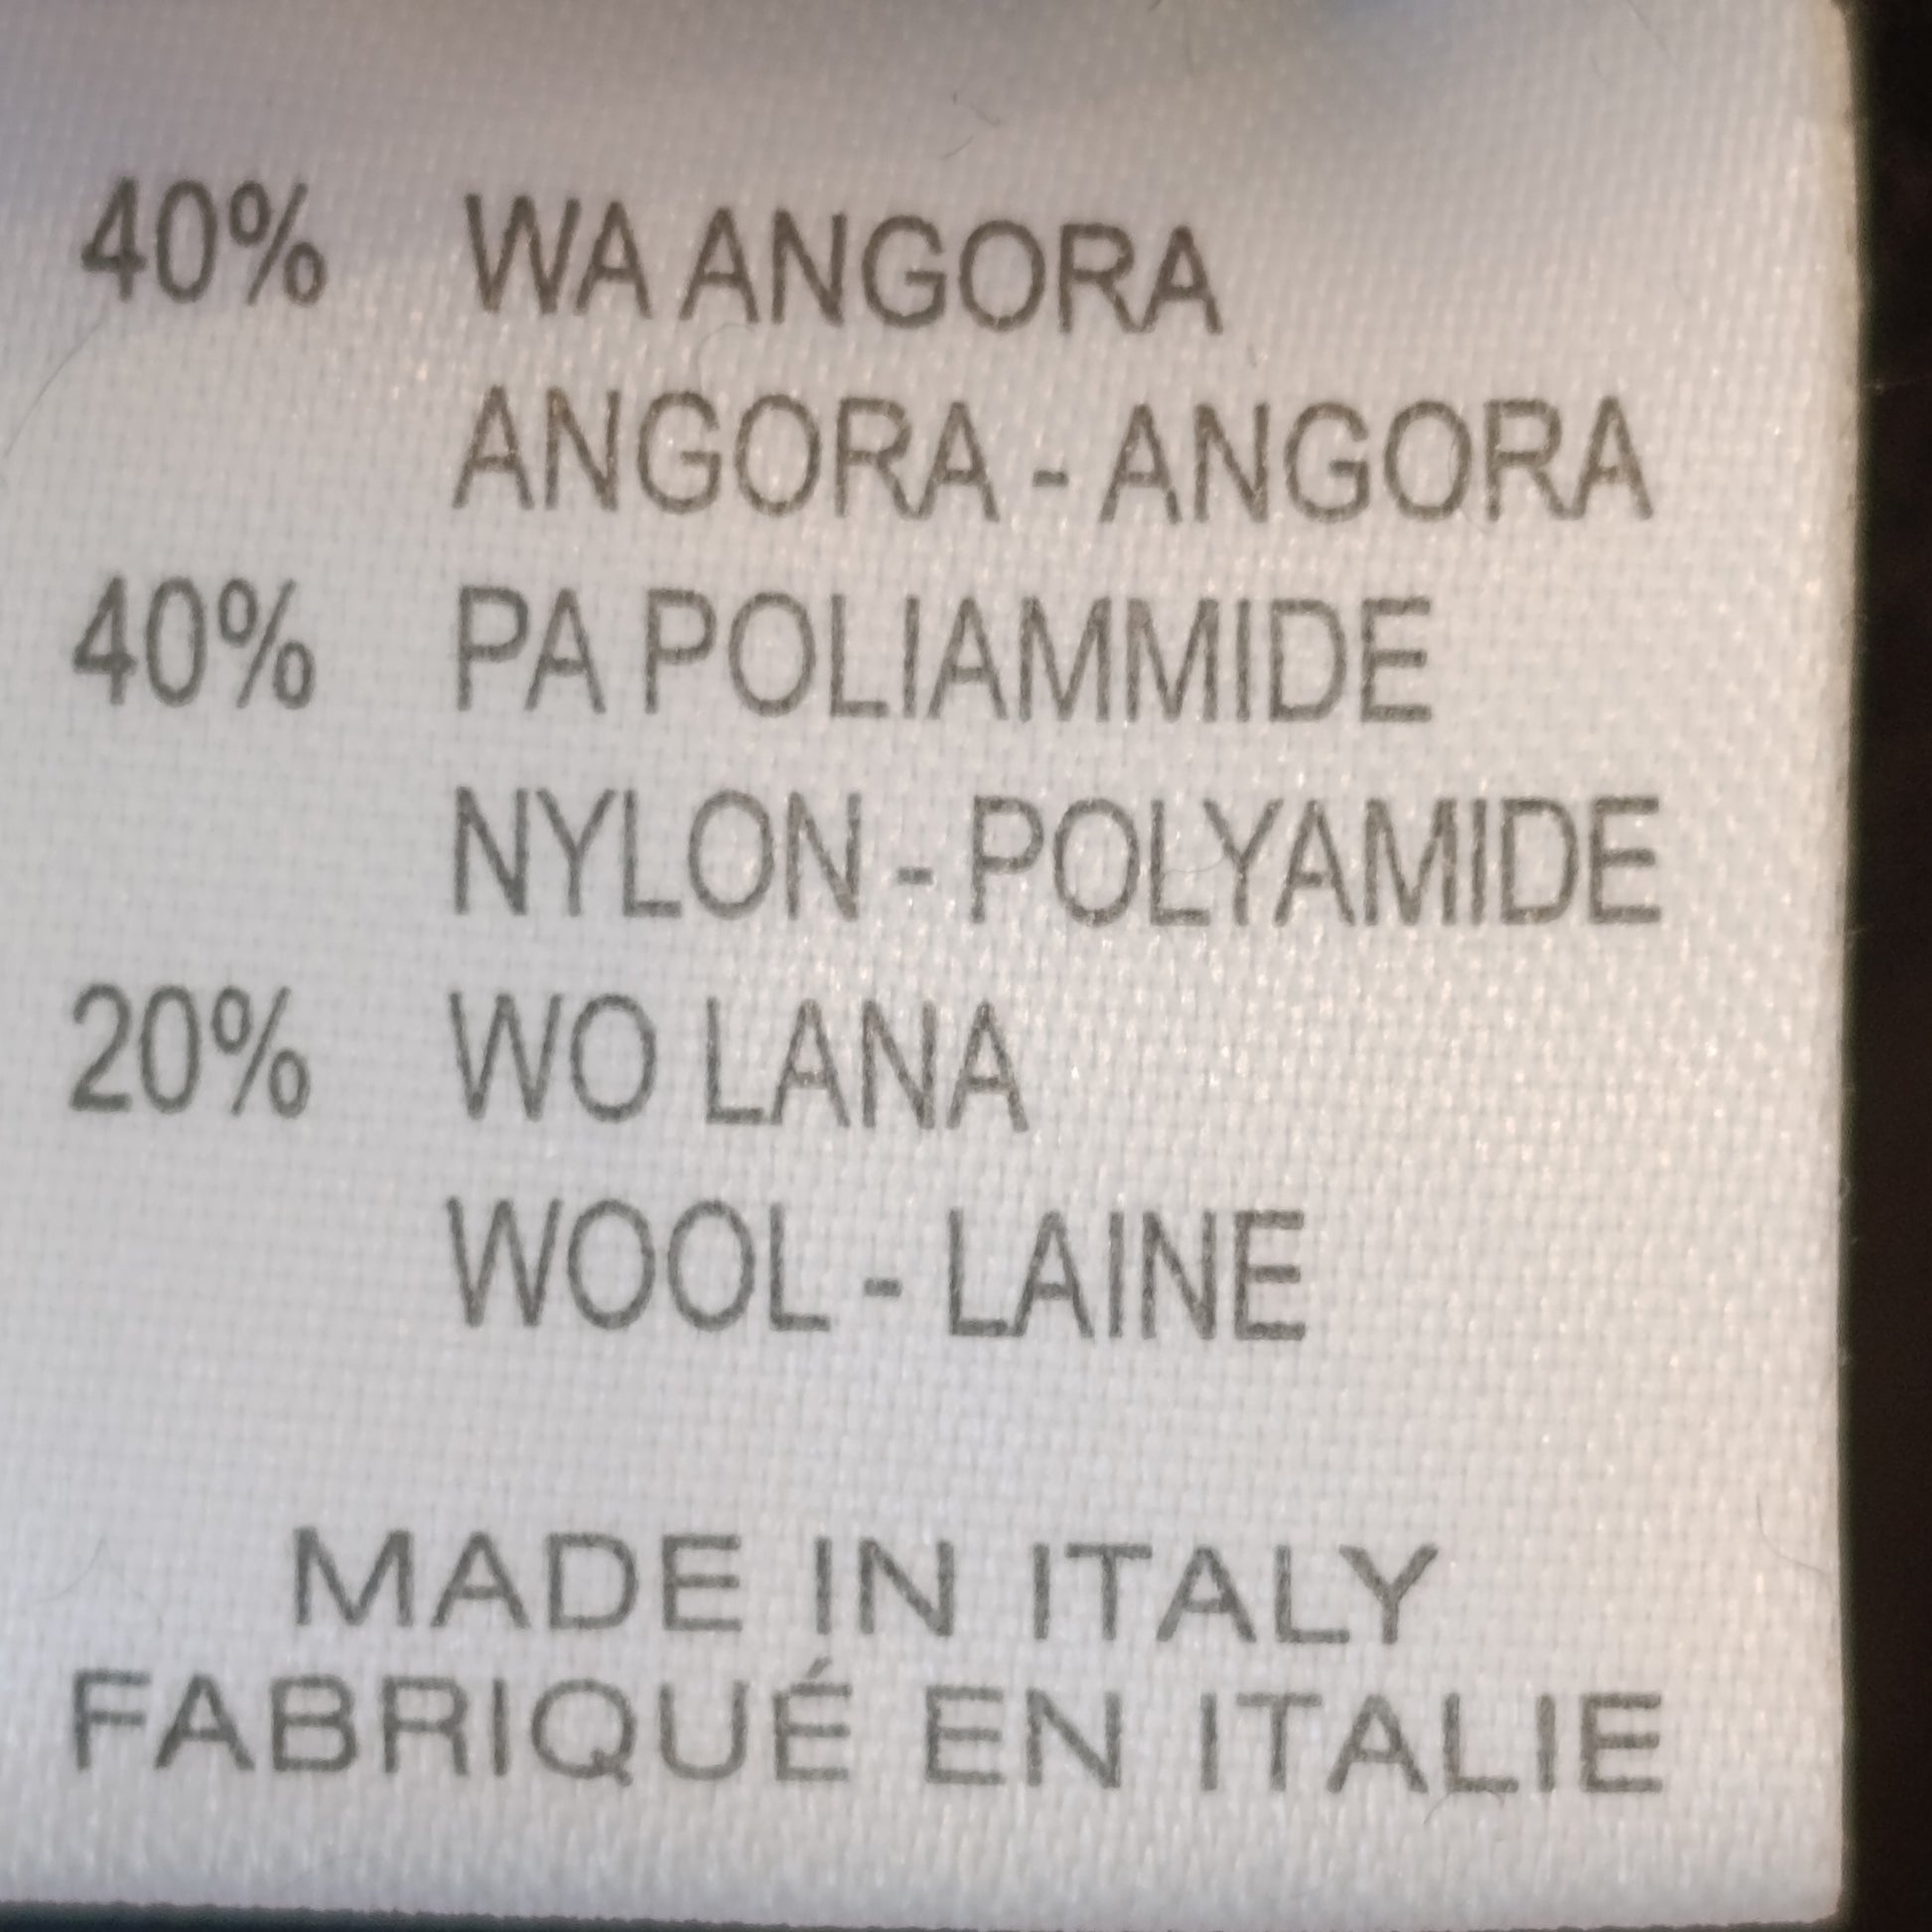 40% WA ANGORA
ANGORA - ANGORA
40% PA POLIAMMIDE
NYLON - POLYAMIDE
20% WO LANA
WOOL - LAINE
MADE IN ITALY
FABRIQUÉ EN ITALIE